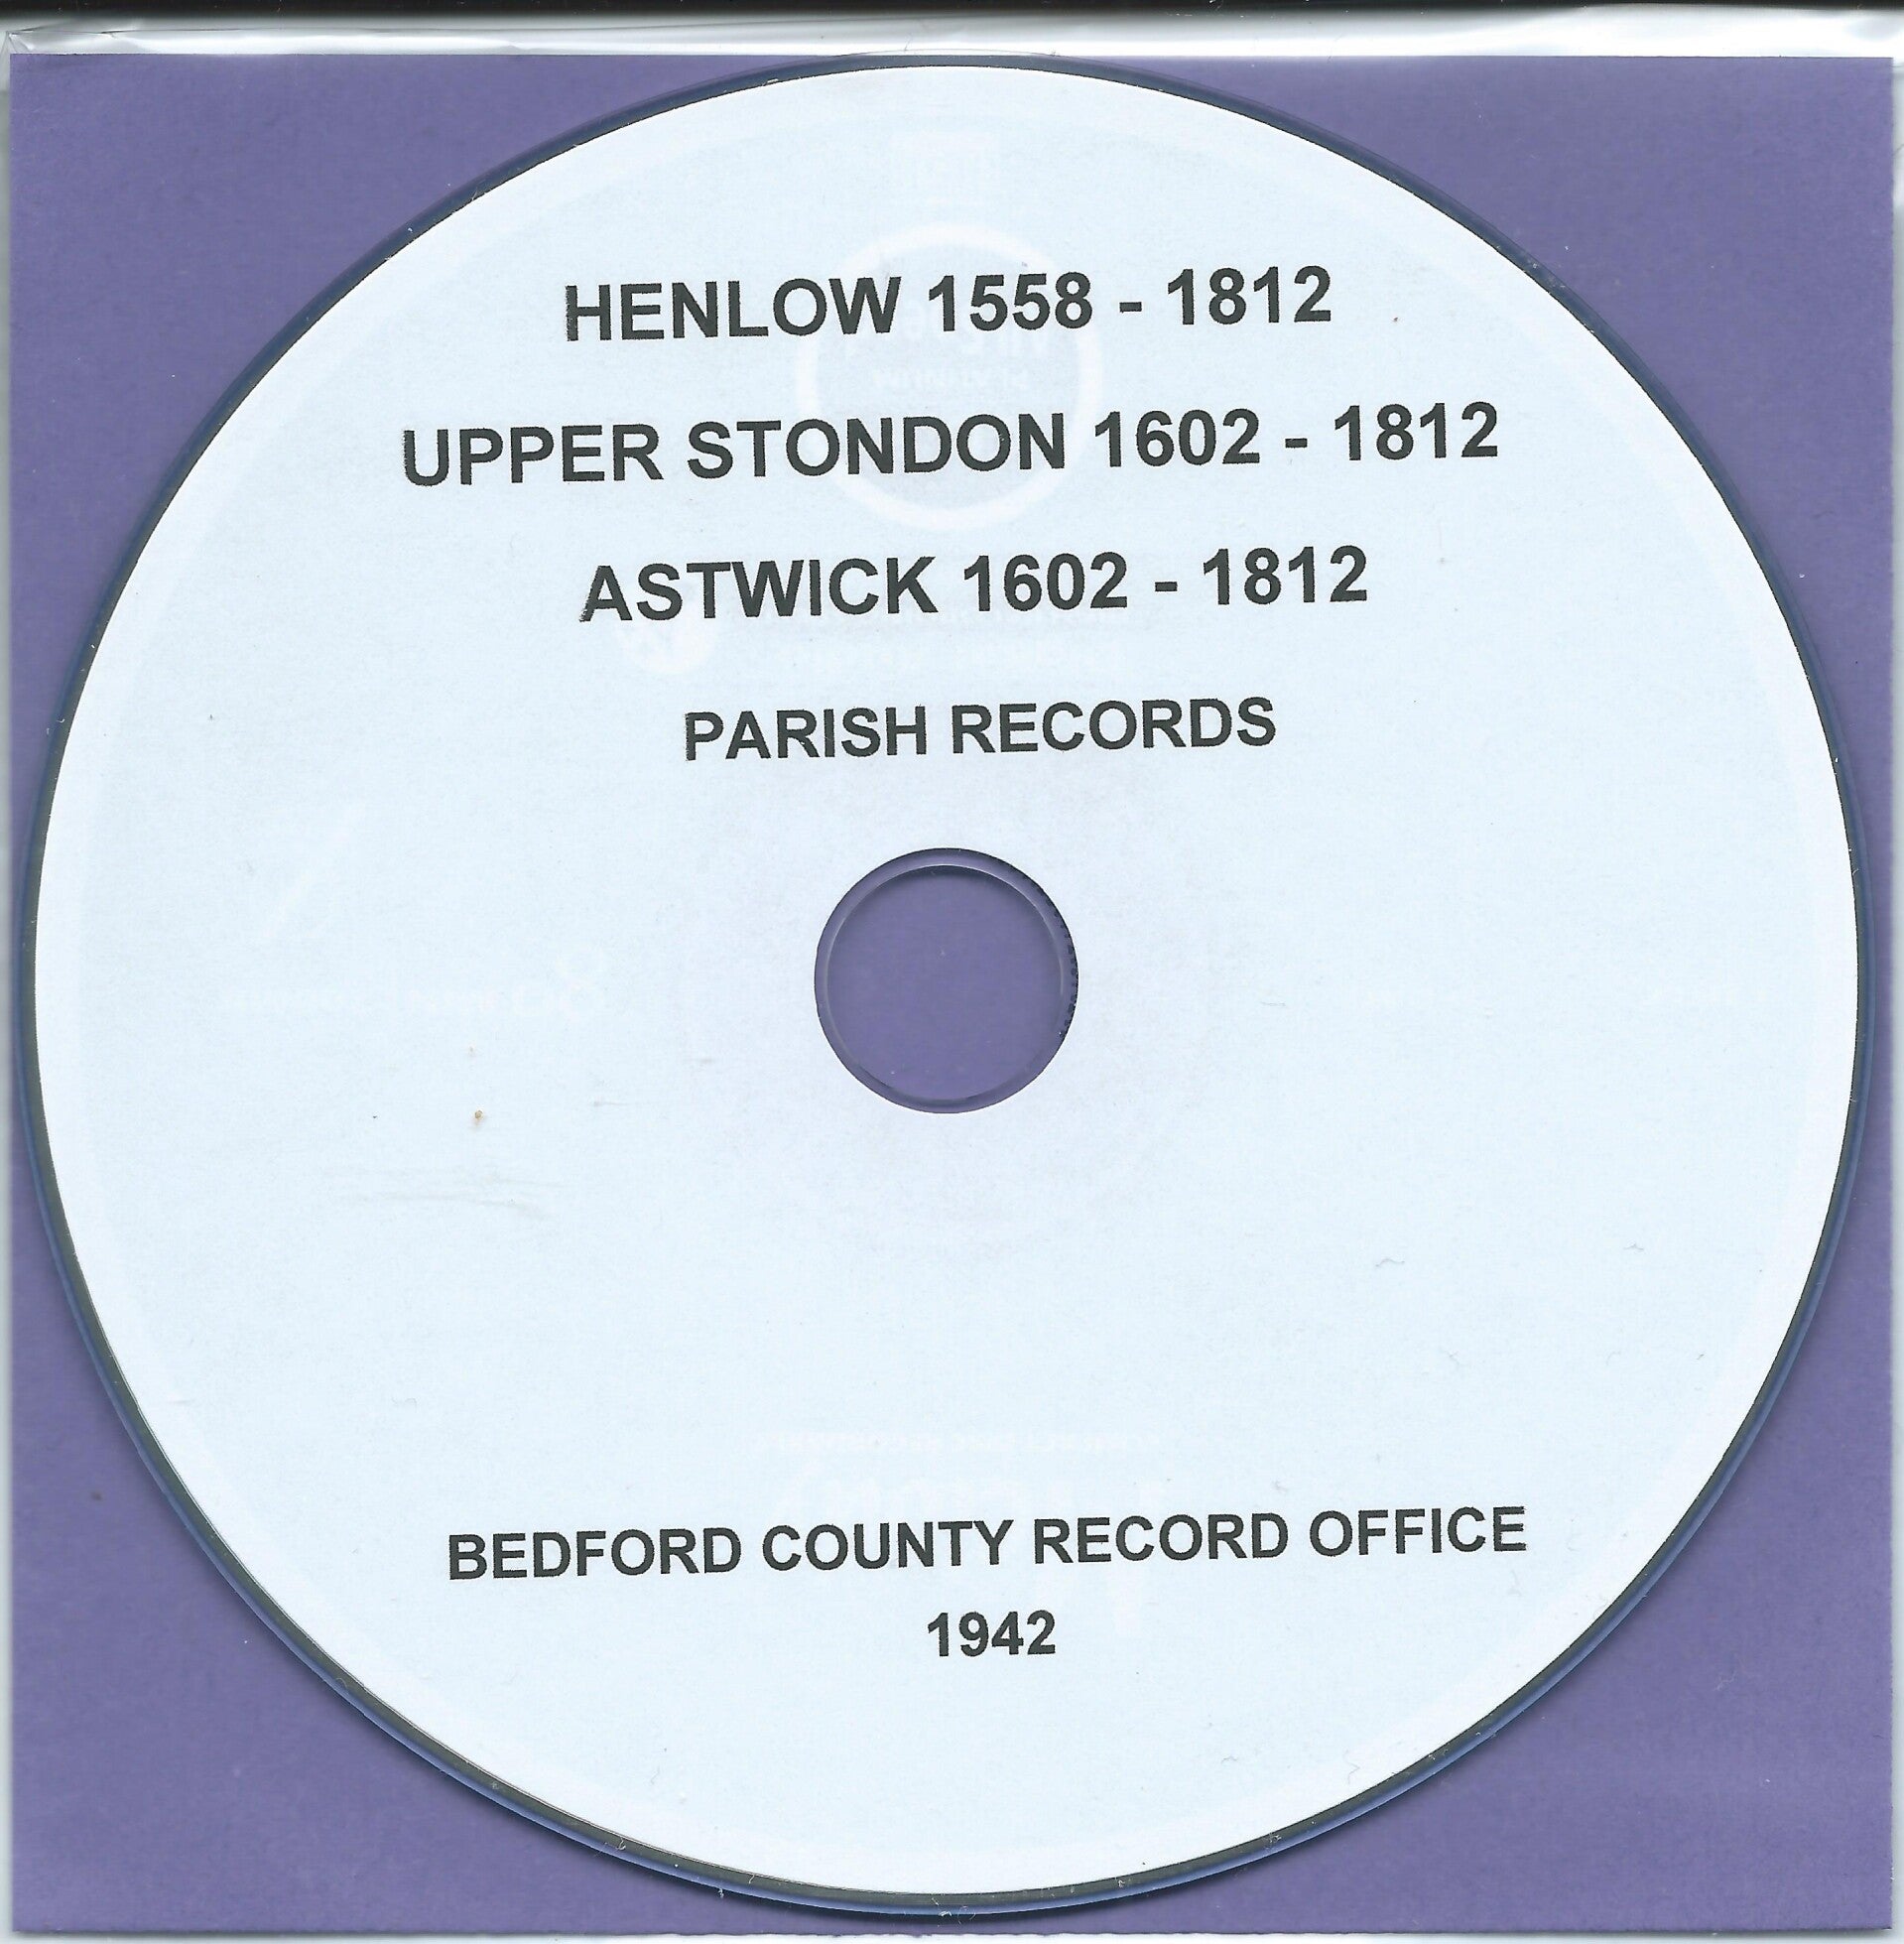 HENLOW 1558 - 1812
UPPER STONDON 1602 - 1812
ASTWICK 1602 - 1812
PARISH RECORDS
BEDFORD COUNTY RECORD OFFICE
1942